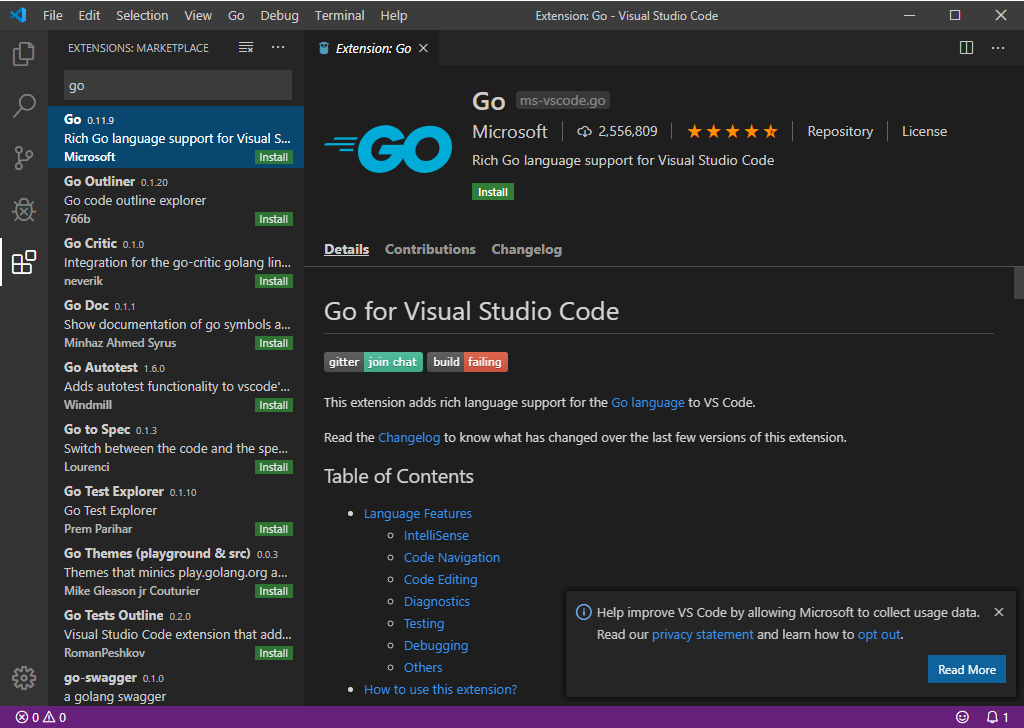 File Edit Selection View Go Debug Terminal Help
Extension: Go - Visual Studio Code
EXTENSIONS: MARKETPLACE
go
Go 0.11.9
Rich Go language support for Visual S...
Microsoft Install
Go Outliner 0.1.20
Go code outline explorer
766b Install
Go Critic 0.1.0
Integration for the go-critic golang lin...
neverik Install
Go Doc 0.1.1
Show documentation of go symbols a...
Minhaz Ahmed Syrus Install
Go Autotest 1.6.0
Adds autotest functionality to vscode'...
Windmill Install
Go to Spec 0.1.3
Switch between the code and the spe...
Lourenci Install
Go Test Explorer 0.1.10
Go Test Explorer
Prem Parihar Install
Go Themes (playground & src) 0.0.3
Themes that minics play.golang.org a...
Mike Gleason jr Couturier Install
Go Tests Outline 0.2.0
Visual Studio Code extension that add...
RomanPeshkov Install
go-swagger 0.1.0
a golang swagger
Extension: Go
GO
Go ms-vscode.go
Microsoft 2,556,809 Repository License
Rich Go language support for Visual Studio Code
Install
Details Contributions Changelog
Go for Visual Studio Code
gitter join chat build failing
This extension adds rich language support for the Go language to VS Code.
Read the Changelog to know what has changed over the last few versions of this extension.
Table of Contents
Language Features
IntelliSense
Code Navigation
Code Editing
Diagnostics
Testing
Debugging
Others
How to use this extension?
Help improve VS Code by allowing Microsoft to collect usage data.
Read our privacy statement and learn how to opt out.
Read More
0 0
1